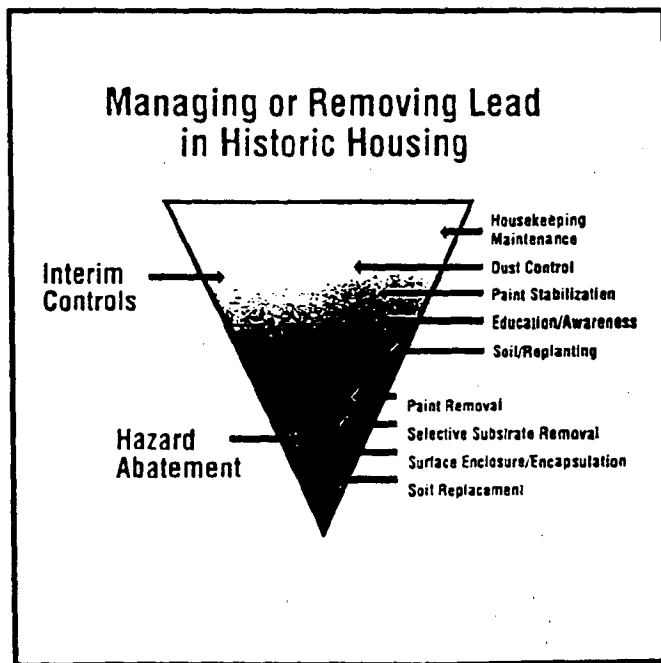 Managing or Removing Lead
in Historic Housing
Housekeeping
Maintenance
Dust Control
Interim
Controls
Paint Stabilization
Education/Awareness
Soil/Replanting
Paint Removal
Hazard
Abatement
Selective Substrate Removal
Surface Enclosure/Encapsulation
Soil Replacement